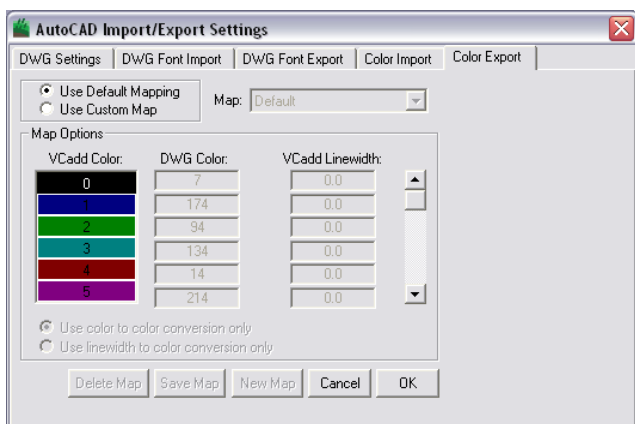 AutoCAD Import/Export Settings
DWG Settings DWG Font Import DWG Font Export Color Import Color Export
Use Default Mapping
Use Custom Map
Map: Default
Map Options
VCadd Color: DWG Color: VCadd Linewidth:
0 7 0.0
1 174 0.0
2 94 0.0
3 134 0.0
4 14 0.0
5 214 0.0
Use color to color conversion only
Use linewidth to color conversion only
Delete Map Save Map New Map Cancel OK